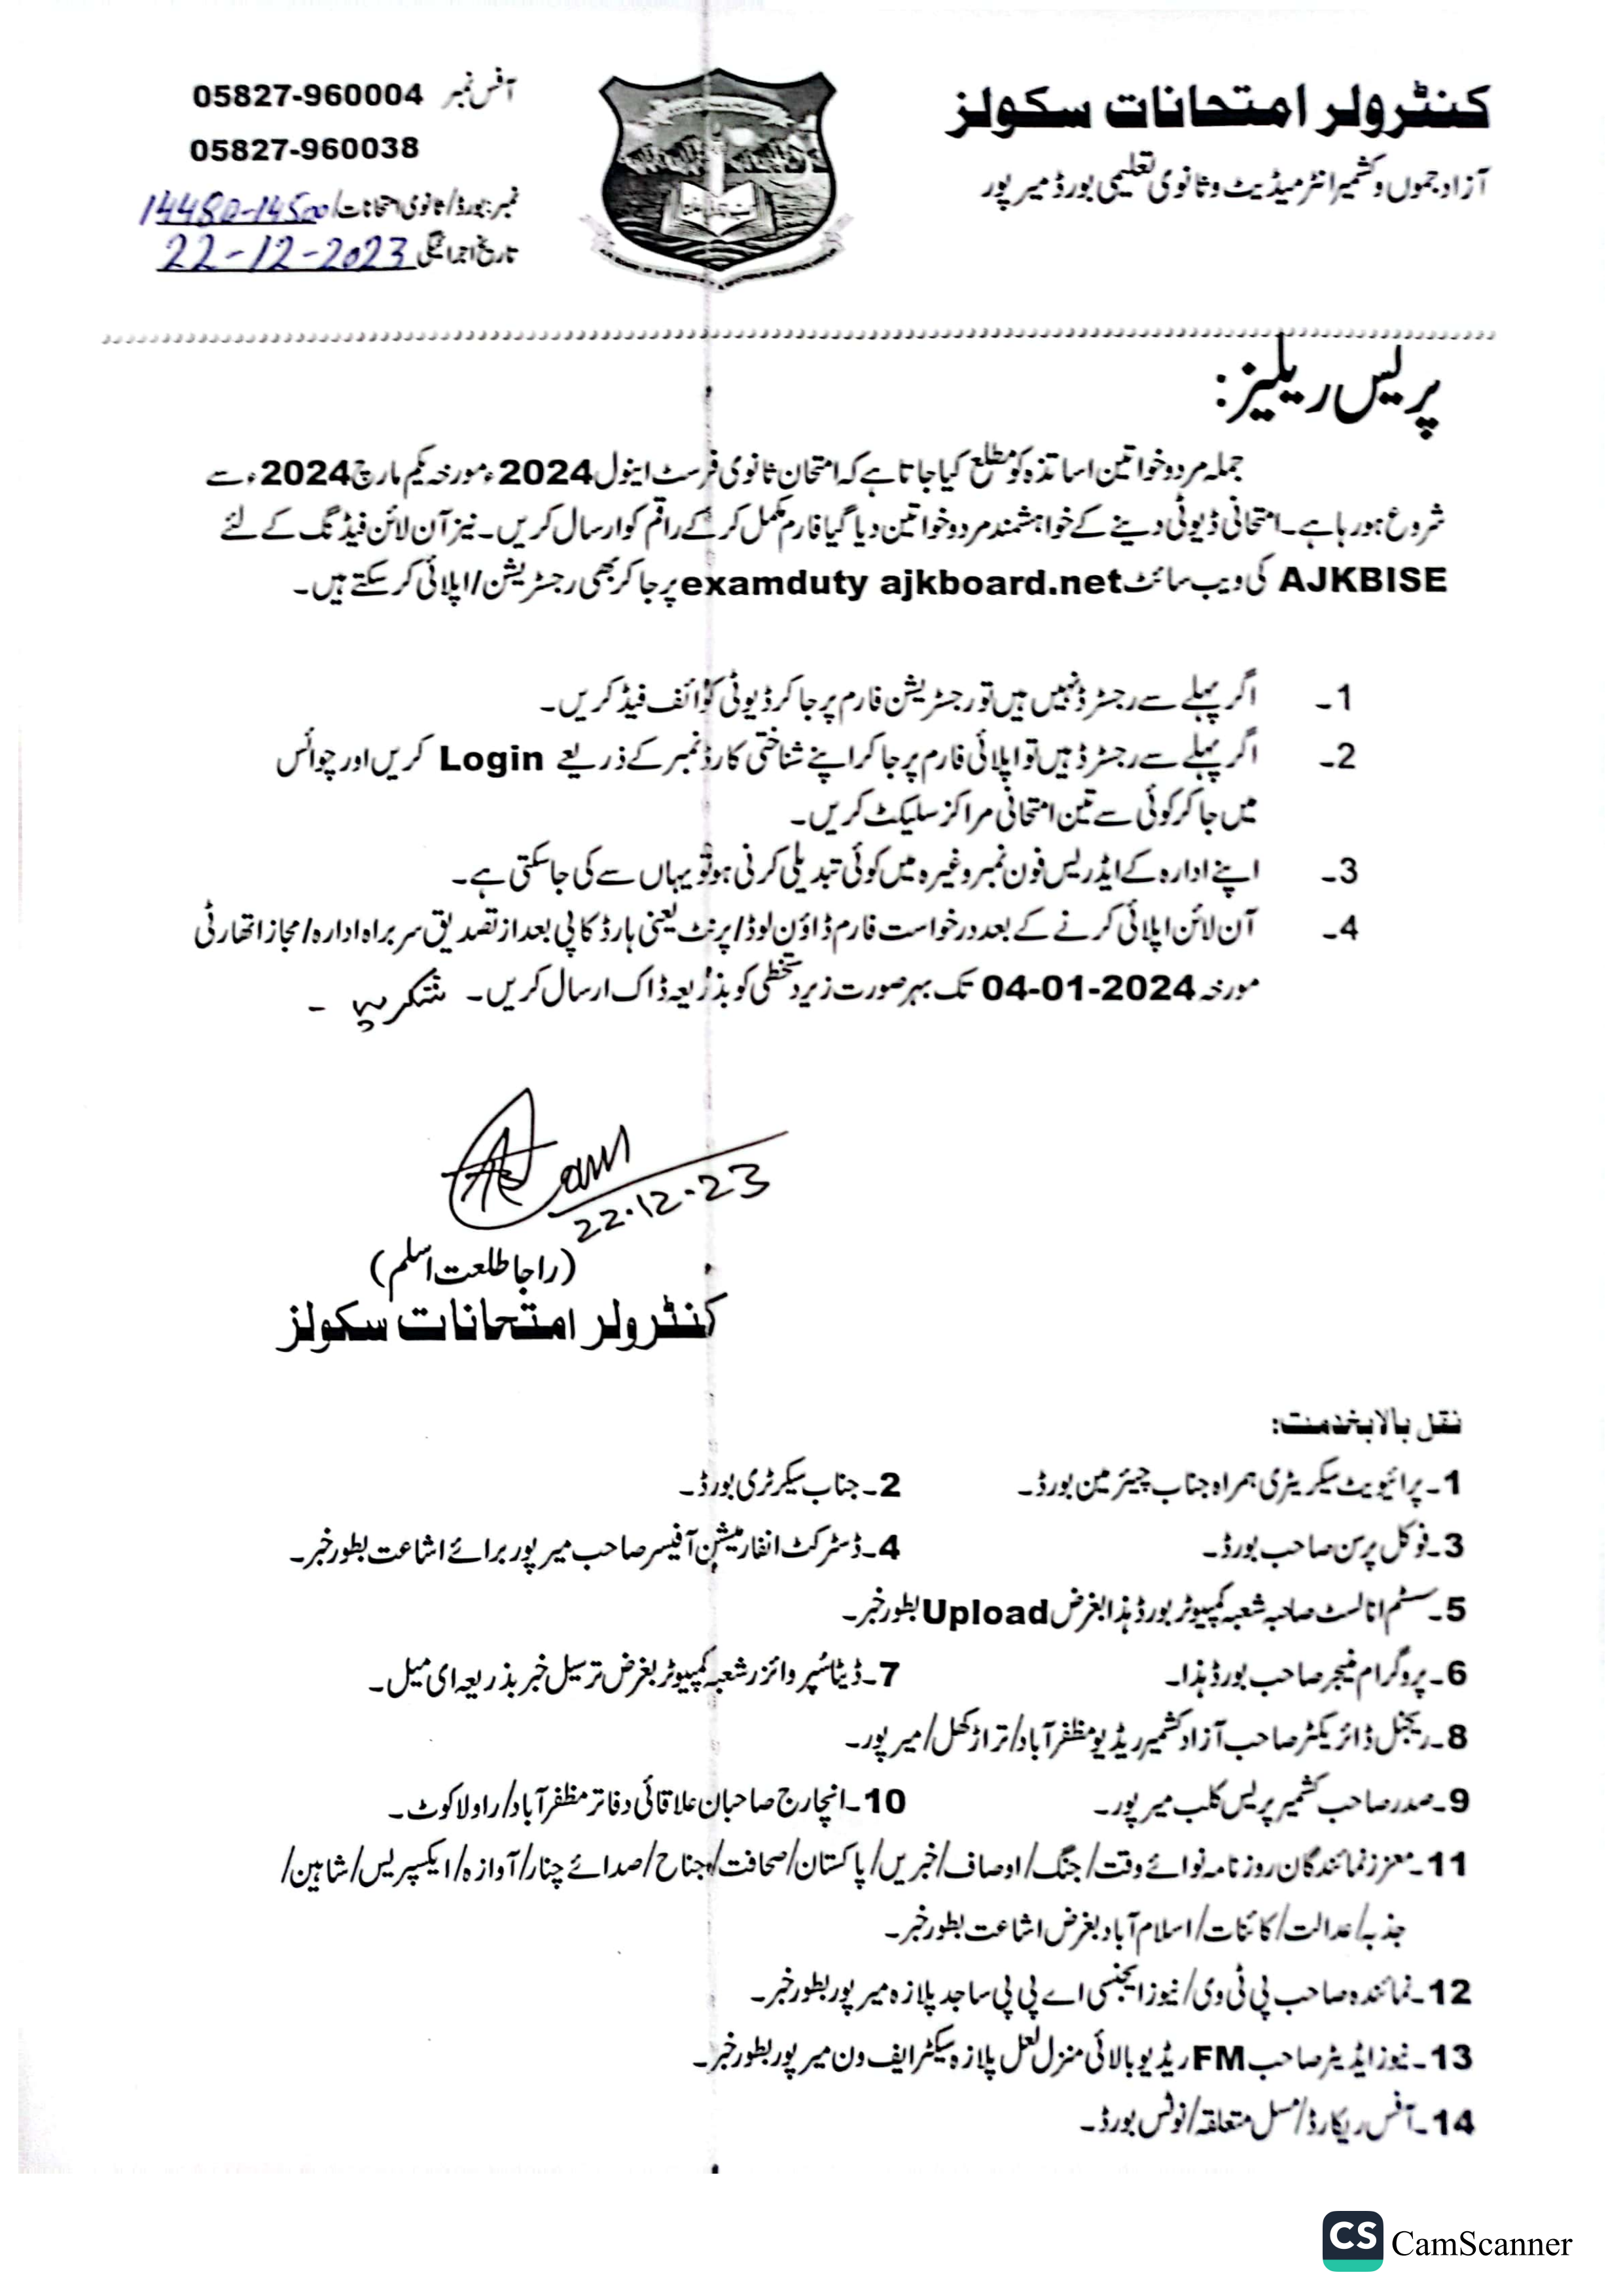 کنٹرولر امتحانات سکولز
آزاد جموں و کشمیر انٹرمیڈیٹ و ثانوی تعلیمی بورڈ میرپور
آفس نمبر 05827-960004
05827-960038
نمبر: بورڈ/ثانوی امتحانات/14480-14500
تاریخ اجرائیگی 22-12-2023
پریس ریلیز:
جملہ مرد و خواتین اساتذہ کو مطلع کیا جاتا ہے کہ امتحان ثانوی فرسٹ اینول 2024ء مورخہ یکم مارچ 2024ء سے
شروع ہو رہا ہے۔ امتحانی ڈیوٹی دینے کے خواہشمند مرد و خواتین دیا گیا فارم مکمل کر کے راقم کو ارسال کریں۔ نیز آن لائن فیڈنگ کے لئے
AJKBISE کی ویب سائٹ examduty ajkboard.net پر جا کر بھی رجسٹریشن/اپلائی کر سکتے ہیں۔
1۔ اگر پہلے سے رجسٹرڈ نہیں ہیں تو رجسٹریشن فارم پر جا کر ڈیوٹی کوائف فیڈ کریں۔
2۔ اگر پہلے سے رجسٹرڈ ہیں تو اپلائی فارم پر جا کر اپنے شناختی کارڈ نمبر کے ذریعے Login کریں اور چوائس
میں جا کر کوئی سے تین امتحانی مراکز سلیکٹ کریں۔
3۔ اپنے ادارہ کے ایڈریس فون نمبر وغیرہ میں کوئی تبدیلی کرنی ہو تو یہاں سے کی جا سکتی ہے۔
4۔ آن لائن اپلائی کرنے کے بعد درخواست فارم ڈاؤن لوڈ/پرنٹ یعنی ہارڈ کاپی بعد از تصدیق سربراہ ادارہ/مجاز اتھارٹی
مورخہ 04-01-2024 تک بہر صورت زیر دستخطی کو بذریعہ ڈاک ارسال کریں۔ شکریہ ۔
22.12.23
(راجا طلعت اسلم)
کنٹرولر امتحانات سکولز
نقل بالا بخدمت:
1۔ پرائیویٹ سیکریٹری ہمراہ جناب چیئرمین بورڈ۔ 2۔ جناب سیکرٹری بورڈ۔
3۔ فوکل پرسن صاحب بورڈ۔ 4۔ ڈسٹرکٹ انفارمیشن آفیسر صاحب میرپور برائے اشاعت بطور خبر۔
5۔ سسٹم انالسٹ صاحبہ شعبہ کمپیوٹر بورڈ ہذا بغرض Upload بطور خبر۔
6۔ پروگرام منیجر صاحب بورڈ ہذا۔ 7۔ ڈیٹا سپروائزر شعبہ کمپیوٹر بغرض ترسیل خبر بذریعہ ای میل۔
8۔ ریجنل ڈائریکٹر صاحب آزاد کشمیر ریڈیو مظفرآباد/تراڑکھل/میرپور۔
9۔ صدر صاحب کشمیر پریس کلب میرپور۔ 10۔ انچارج صاحبان علاقائی دفاتر مظفرآباد/راولاکوٹ۔
11۔ معزز نمائندگان روزنامہ نوائے وقت/جنگ/اوصاف/خبریں/پاکستان/صحافت/جناح/صدائے چنار/آوازہ/ایکسپریس/شاہین/
جذبہ/عدالت/کائنات/اسلام آباد بغرض اشاعت بطور خبر۔
12۔ نمائندہ صاحب پی ٹی وی/نیوز ایجنسی اے پی پی ساجد پلازہ میرپور بطور خبر۔
13۔ نیوز ایڈیٹر صاحب FM ریڈیو بالائی منزل لعل پلازہ سیکٹر ایف ون میرپور بطور خبر۔
14۔ آفس ریکارڈ/مسل متعلقہ/نوٹس بورڈ۔
CS CamScanner